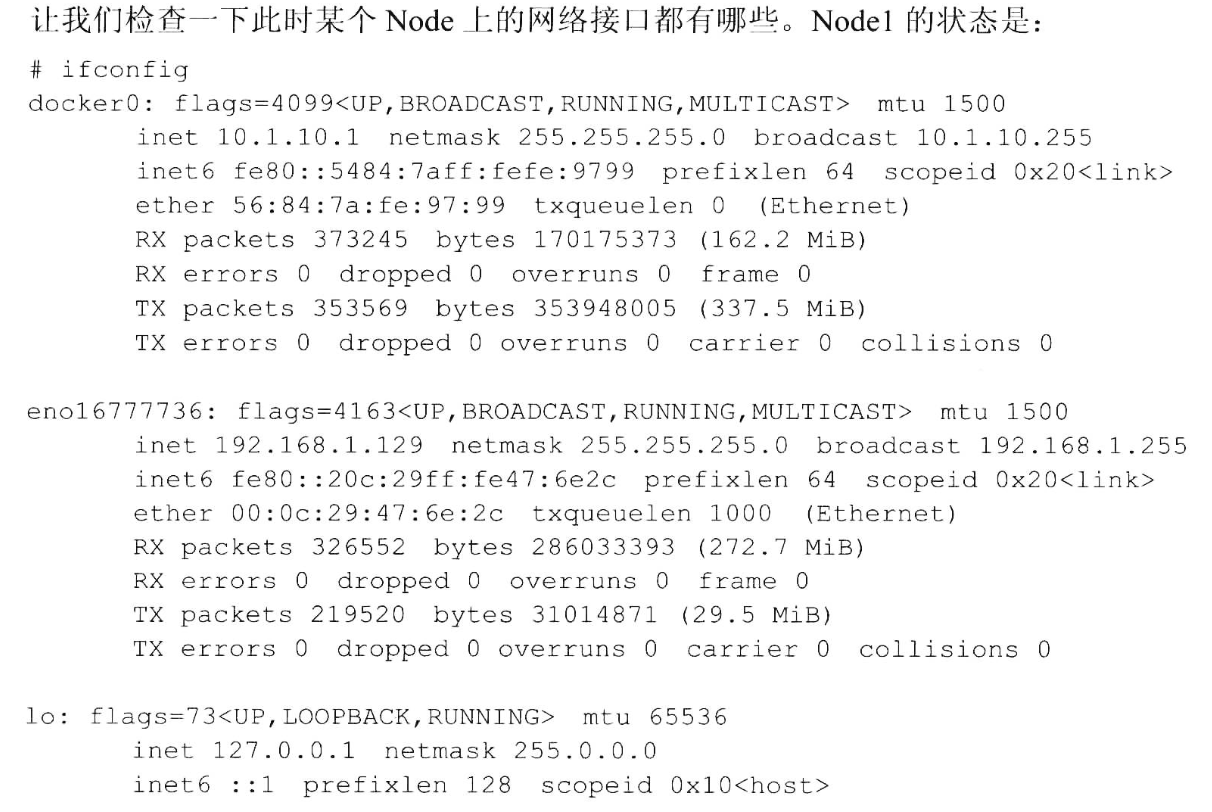 让我们检查一下此时某个 Node 上的网络接口都有哪些。Node1 的状态是：
# ifconfig
docker0: flags=4099<UP,BROADCAST,RUNNING,MULTICAST>  mtu 1500
        inet 10.1.10.1  netmask 255.255.255.0  broadcast 10.1.10.255
        inet6 fe80::5484:7aff:fefe:9799  prefixlen 64  scopeid 0x20<link>
        ether 56:84:7a:fe:97:99  txqueuelen 0  (Ethernet)
        RX packets 373245  bytes 170175373 (162.2 MiB)
        RX errors 0  dropped 0  overruns 0  frame 0
        TX packets 353569  bytes 353948005 (337.5 MiB)
        TX errors 0  dropped 0 overruns 0  carrier 0  collisions 0

eno16777736: flags=4163<UP,BROADCAST,RUNNING,MULTICAST>  mtu 1500
        inet 192.168.1.129  netmask 255.255.255.0  broadcast 192.168.1.255
        inet6 fe80::20c:29ff:fe47:6e2c  prefixlen 64  scopeid 0x20<link>
        ether 00:0c:29:47:6e:2c  txqueuelen 1000  (Ethernet)
        RX packets 326552  bytes 286033393 (272.7 MiB)
        RX errors 0  dropped 0  overruns 0  frame 0
        TX packets 219520  bytes 31014871 (29.5 MiB)
        TX errors 0  dropped 0 overruns 0  carrier 0  collisions 0

lo: flags=73<UP,LOOPBACK,RUNNING>  mtu 65536
        inet 127.0.0.1  netmask 255.0.0.0
        inet6 ::1  prefixlen 128  scopeid 0x10<host>